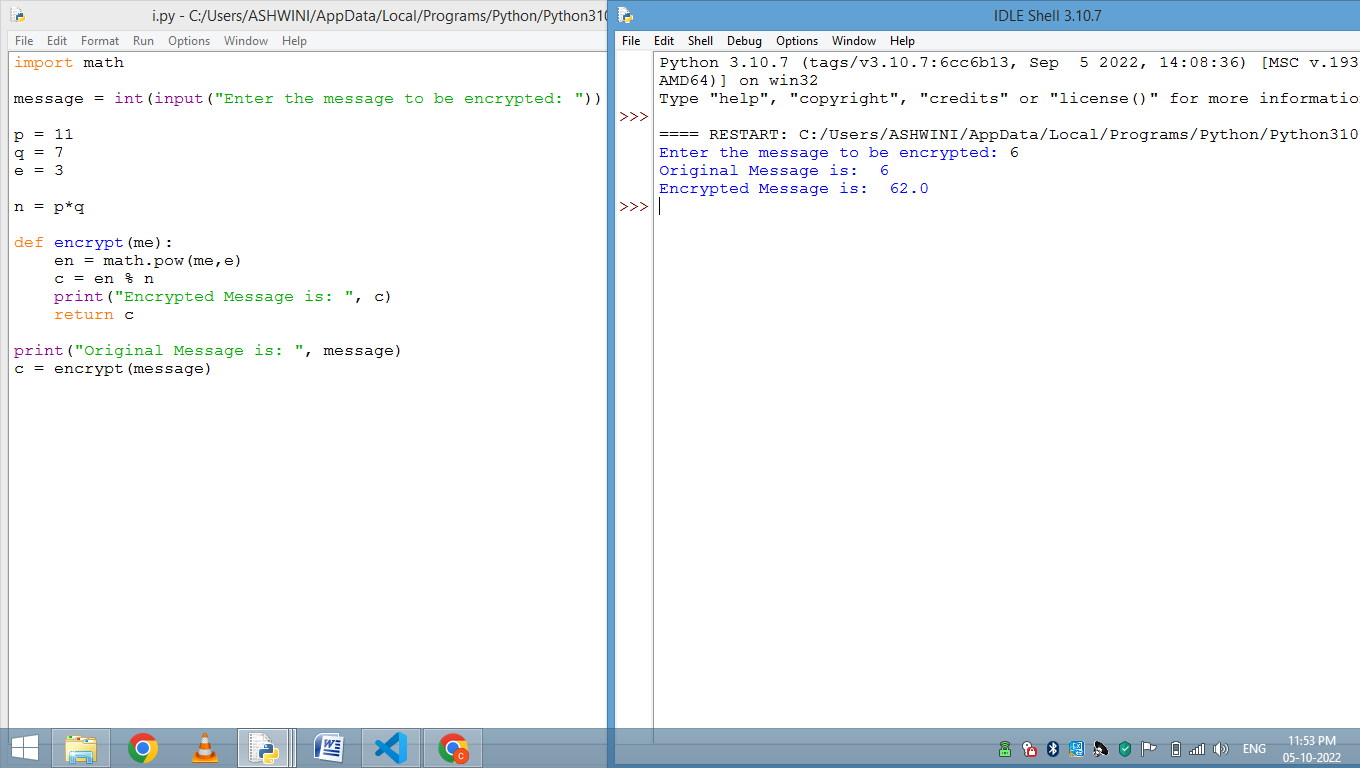 i.py - C:/Users/ASHWINI/AppData/Local/Programs/Python/Python310
File Edit Format Run Options Window Help
import math
message = int(input("Enter the message to be encrypted: "))
p = 11
q = 7
e = 3
n = p*q
def encrypt(me):
    en = math.pow(me,e)
    c = en % n
    print("Encrypted Message is: ", c)
    return c
print("Original Message is: ", message)
c = encrypt(message)
IDLE Shell 3.10.7
File Edit Shell Debug Options Window Help
Python 3.10.7 (tags/v3.10.7:6cc6b13, Sep  5 2022, 14:08:36) [MSC v.193
AMD64)] on win32
Type "help", "copyright", "credits" or "license()" for more informatio
>>>
==== RESTART: C:/Users/ASHWINI/AppData/Local/Programs/Python/Python310
Enter the message to be encrypted: 6
Original Message is:  6
Encrypted Message is:  62.0
>>>
ENG
11:53 PM
05-10-2022